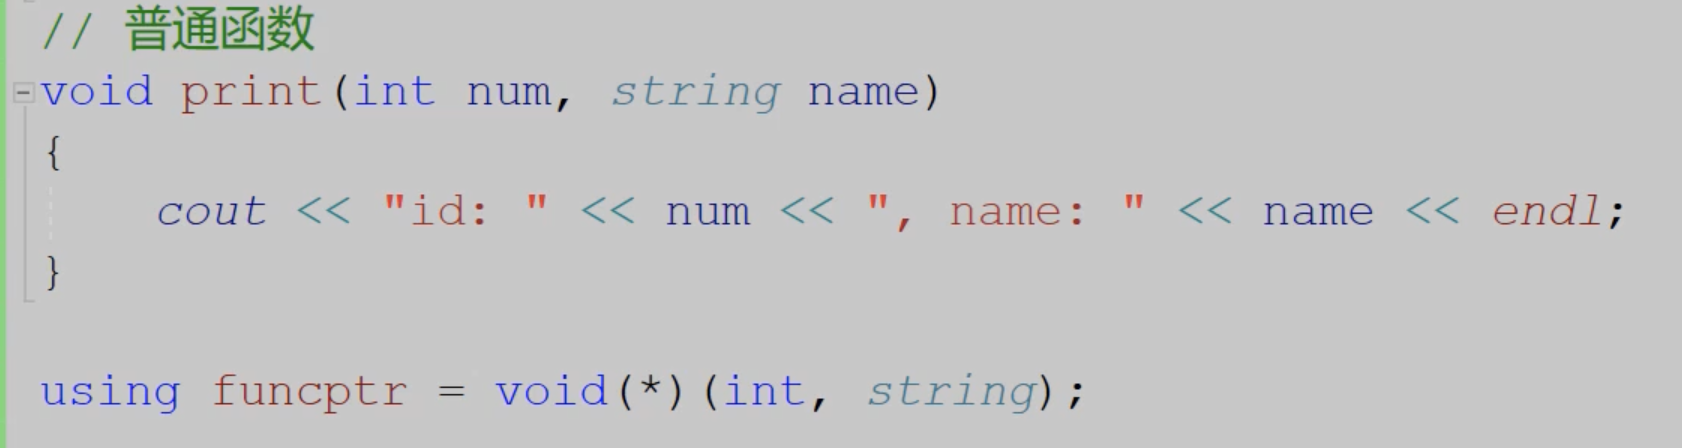 // 普通函数
void print(int num, string name)
{
cout << "id: " << num << ", name: " << name << endl;
}
using funcptr = void(*)(int, string);